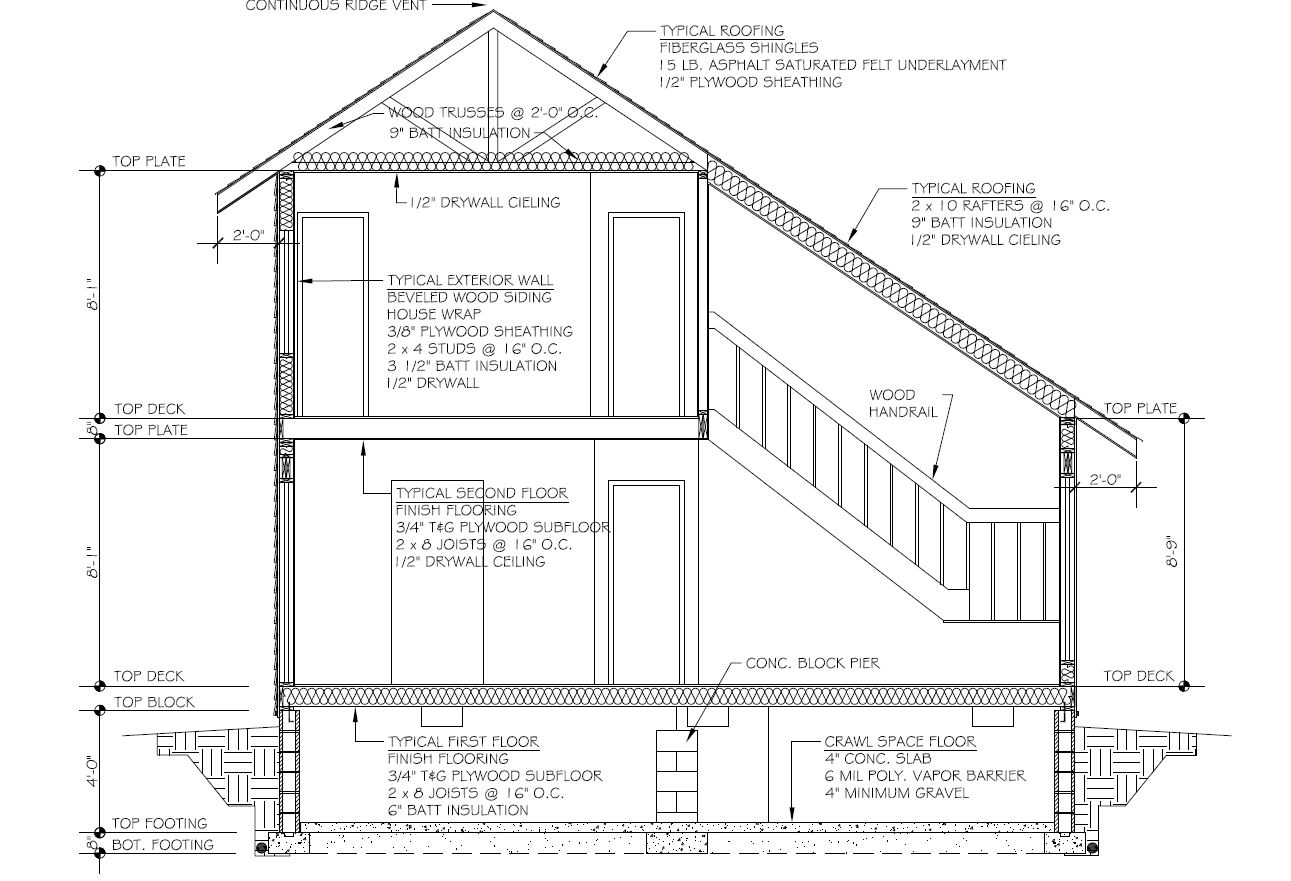 CONTINUOUS RIDGE VENT
TYPICAL ROOFING
FIBERGLASS SHINGLES
15 LB. ASPHALT SATURATED FELT UNDERLAYMENT
1/2" PLYWOOD SHEATHING
WOOD TRUSSES @ 2'-0" O.C.
9" BATT INSULATION
TOP PLATE
1/2" DRYWALL CIELING
TYPICAL ROOFING
2 x 10 RAFTERS @ 16" O.C.
9" BATT INSULATION
1/2" DRYWALL CIELING
2'-0"
8'-1"
TYPICAL EXTERIOR WALL
BEVELED WOOD SIDING
HOUSE WRAP
3/8" PLYWOOD SHEATHING
2 x 4 STUDS @ 16" O.C.
3 1/2" BATT INSULATION
1/2" DRYWALL
WOOD
HANDRAIL
TOP DECK
TOP PLATE
8"
TOP PLATE
2'-0"
TYPICAL SECOND FLOOR
FINISH FLOORING
3/4" T&G PLYWOOD SUBFLOOR
2 x 8 JOISTS @ 16" O.C.
1/2" DRYWALL CEILING
8'-1"
8'-9"
CONC. BLOCK PIER
TOP DECK
TOP DECK
TOP BLOCK
TYPICAL FIRST FLOOR
FINISH FLOORING
3/4" T&G PLYWOOD SUBFLOOR
2 x 8 JOISTS @ 16" O.C.
6" BATT INSULATION
CRAWL SPACE FLOOR
4" CONC. SLAB
6 MIL POLY. VAPOR BARRIER
4" MINIMUM GRAVEL
4'-0"
TOP FOOTING
8"
BOT. FOOTING